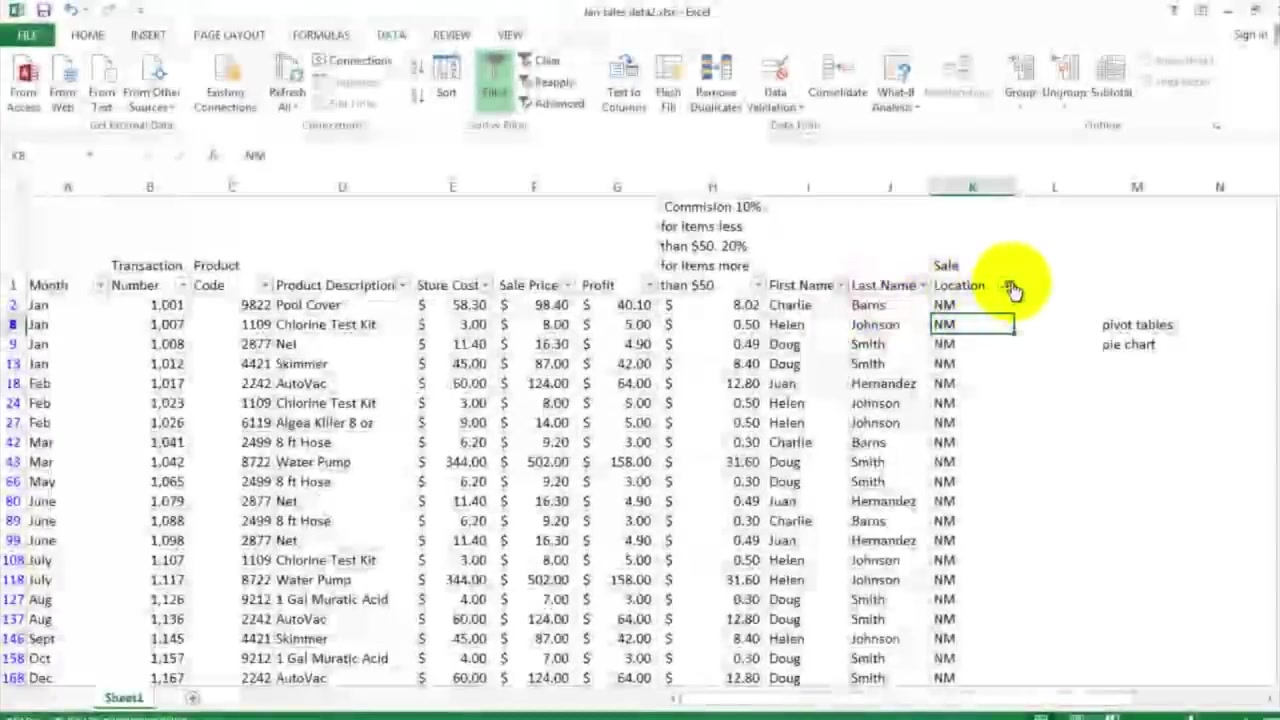 Jan sales data2.xlsx - Excel
FILE HOME INSERT PAGE LAYOUT FORMULAS DATA REVIEW VIEW Sign in
From Access From Web From Text From Other Sources Existing Connections Refresh All Connections Sort Filter Clear Reapply Advanced Text to Columns Flash Fill Remove Duplicates Data Validation Consolidate What-If Analysis Group Ungroup Subtotal
Get External Data Connections Sort & Filter Data Tools Outline
K8 fx NM
A B C D E F G H I J K L M N
Commision 10%
for items less
than $50. 20%
Transaction Product for items more Sale
1 Month Number Code Product Description Store Cost Sale Price Profit than $50 First Name Last Name Location
2 Jan 1,001 9822 Pool Cover $ 58.30 $ 98.40 40.10 $ 8.02 Charlie Barns NM
8 Jan 1,007 1109 Chlorine Test Kit $ 3.00 $ 8.00 5.00 $ 0.50 Helen Johnson NM pivot tables
9 Jan 1,008 2877 Net $ 11.40 $ 16.30 4.90 $ 0.49 Doug Smith NM pie chart
13 Jan 1,012 4421 Skimmer $ 45.00 $ 87.00 42.00 $ 8.40 Doug Smith NM
18 Feb 1,017 2242 AutoVac $ 60.00 $ 124.00 64.00 $ 12.80 Juan Hernandez NM
24 Feb 1,023 1109 Chlorine Test Kit $ 3.00 $ 8.00 5.00 $ 0.50 Helen Johnson NM
27 Feb 1,026 6119 Algea Killer 8 oz $ 9.00 $ 14.00 5.00 $ 0.50 Helen Johnson NM
42 Mar 1,041 2499 8 ft Hose $ 6.20 $ 9.20 3.00 $ 0.30 Charlie Barns NM
43 Mar 1,042 8722 Water Pump $ 344.00 $ 502.00 158.00 $ 31.60 Doug Smith NM
66 May 1,065 2499 8 ft Hose $ 6.20 $ 9.20 3.00 $ 0.30 Doug Smith NM
80 June 1,079 2877 Net $ 11.40 $ 16.30 4.90 $ 0.49 Juan Hernandez NM
89 June 1,088 2499 8 ft Hose $ 6.20 $ 9.20 3.00 $ 0.30 Charlie Barns NM
99 June 1,098 2877 Net $ 11.40 $ 16.30 4.90 $ 0.49 Juan Hernandez NM
108 July 1,107 1109 Chlorine Test Kit $ 3.00 $ 8.00 5.00 $ 0.50 Helen Johnson NM
118 July 1,117 8722 Water Pump $ 344.00 $ 502.00 158.00 $ 31.60 Helen Johnson NM
127 Aug 1,126 9212 1 Gal Muratic Acid $ 4.00 $ 7.00 3.00 $ 0.30 Doug Smith NM
137 Aug 1,136 2242 AutoVac $ 60.00 $ 124.00 64.00 $ 12.80 Doug Smith NM
146 Sept 1,145 4421 Skimmer $ 45.00 $ 87.00 42.00 $ 8.40 Helen Johnson NM
158 Oct 1,157 9212 1 Gal Muratic Acid $ 4.00 $ 7.00 3.00 $ 0.30 Doug Smith NM
168 Dec 1,167 2242 AutoVac $ 60.00 $ 124.00 64.00 $ 12.80 Doug Smith NM
Sheet1